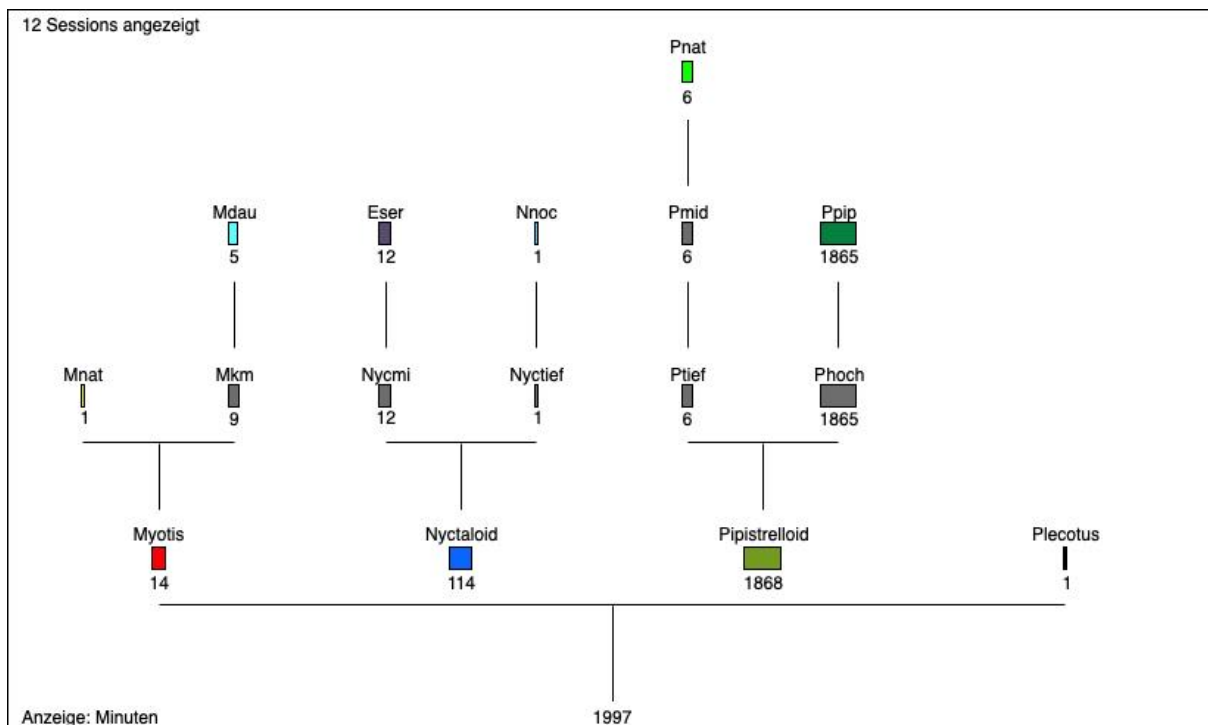 12 Sessions angezeigt
Pnat
6
Mdau Eser Nnoc Pmid Ppip
5 12 1 6 1865
Mnat Mkm Nycmi Nyctief Ptief Phoch
1 9 12 1 6 1865
Myotis Nyctaloid Pipistrelloid Plecotus
14 114 1868 1
Anzeige: Minuten 1997